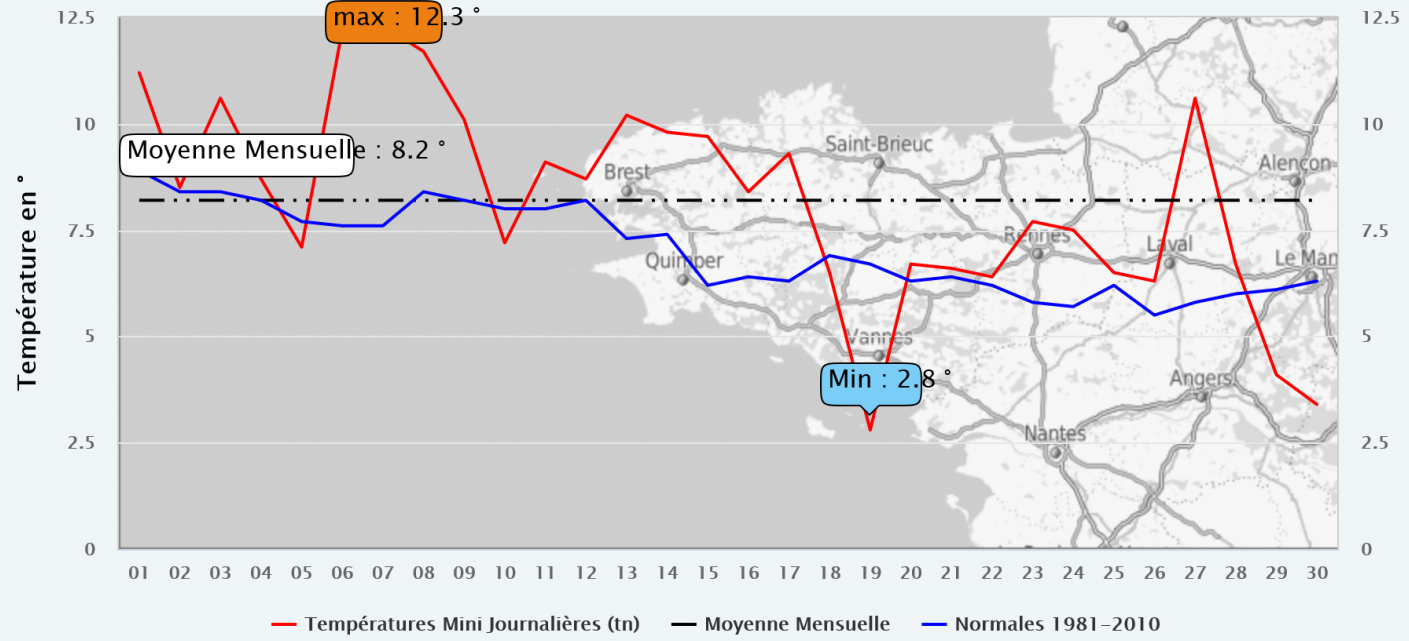 max : 12.3 °
12.5
12.5
Saint-Brieuc
10
10
Moyenne Mensuelle : 8.2 °
Alençon
Brest
Rennes
Laval
7.5
7.5
Quimper
Le Man
Température en °
Vannes
5
5
Min : 2.8 °
Angers
Nantes
2.5
2.5
0
0
01 02 03 04 05 06 07 08 09 10 11 12 13 14 15 16 17 18 19 20 21 22 23 24 25 26 27 28 29 30
Températures Mini Journalières (tn) Moyenne Mensuelle Normales 1981-2010